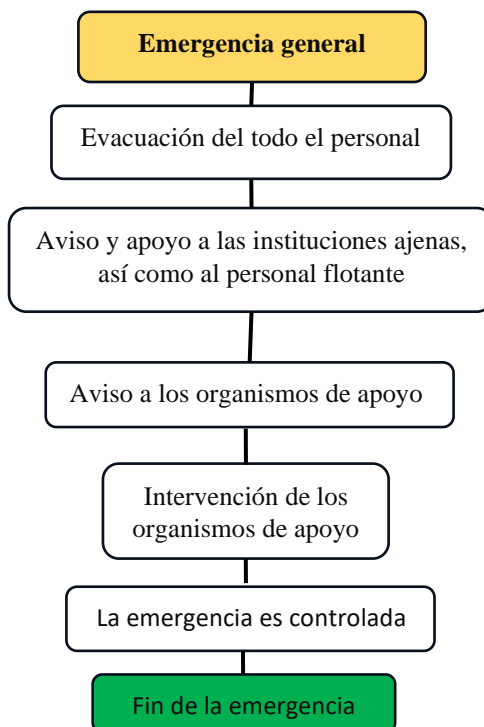 Emergencia general
Evacuación del todo el personal
Aviso y apoyo a las instituciones ajenas,
así como al personal flotante
Aviso a los organismos de apoyo
Intervención de los
organismos de apoyo
La emergencia es controlada
Fin de la emergencia